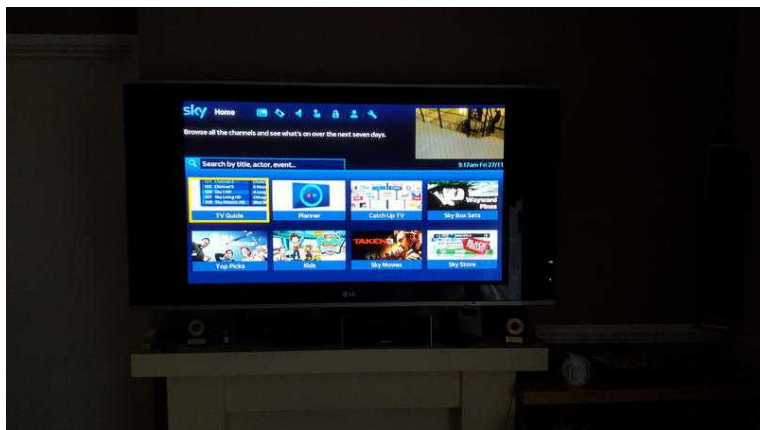 sky Home
Browse all the channels and see what's on over the next seven days.
Search by title, actor, event...
9.17am Fri 27/11
TV Guide
Planner
Catch Up TV
Wayward
Pines
Sky Box Sets
Top Picks
Kids
TAKEN 3
Sky Movies
Sky Store
LG